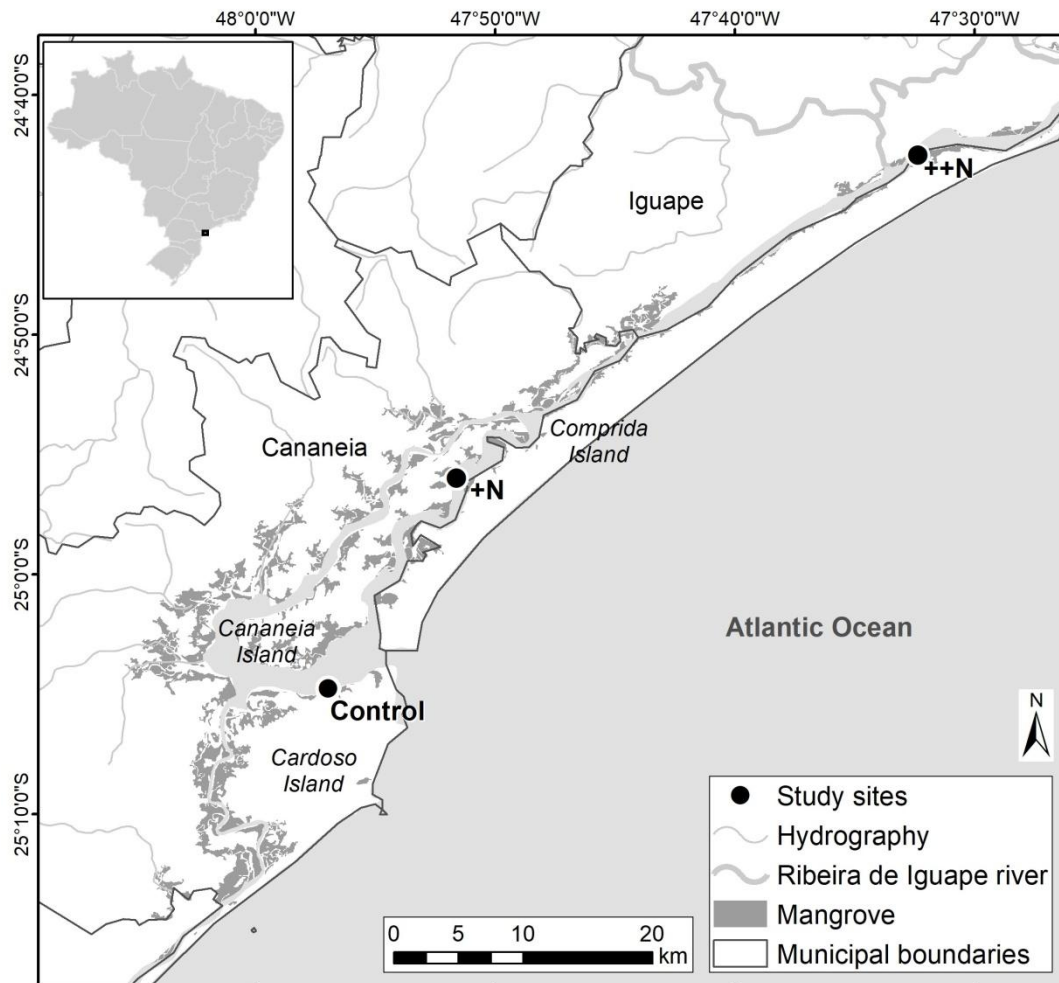 48°0'0"W
47°50'0"W
47°40'0"W
47°30'0"W
24°40'0"S
24°50'0"S
25°0'0"S
25°10'0"S
++N
Iguape
Comprida
Island
Cananeia
+N
Cananeia
Island
Atlantic Ocean
Control
Cardoso
Island
N
Study sites
Hydrography
Ribeira de Iguape river
Mangrove
Municipal boundaries
0 5 10 20
km